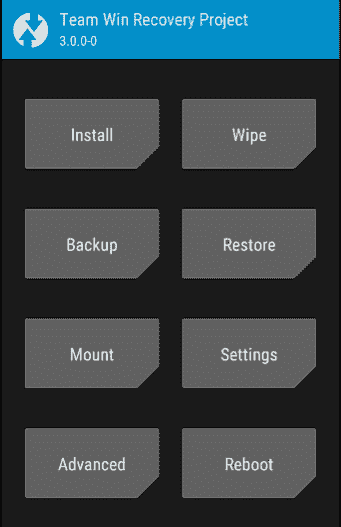 Team Win Recovery Project
3.0.0-0
Install Wipe
Backup Restore
Mount Settings
Advanced Reboot